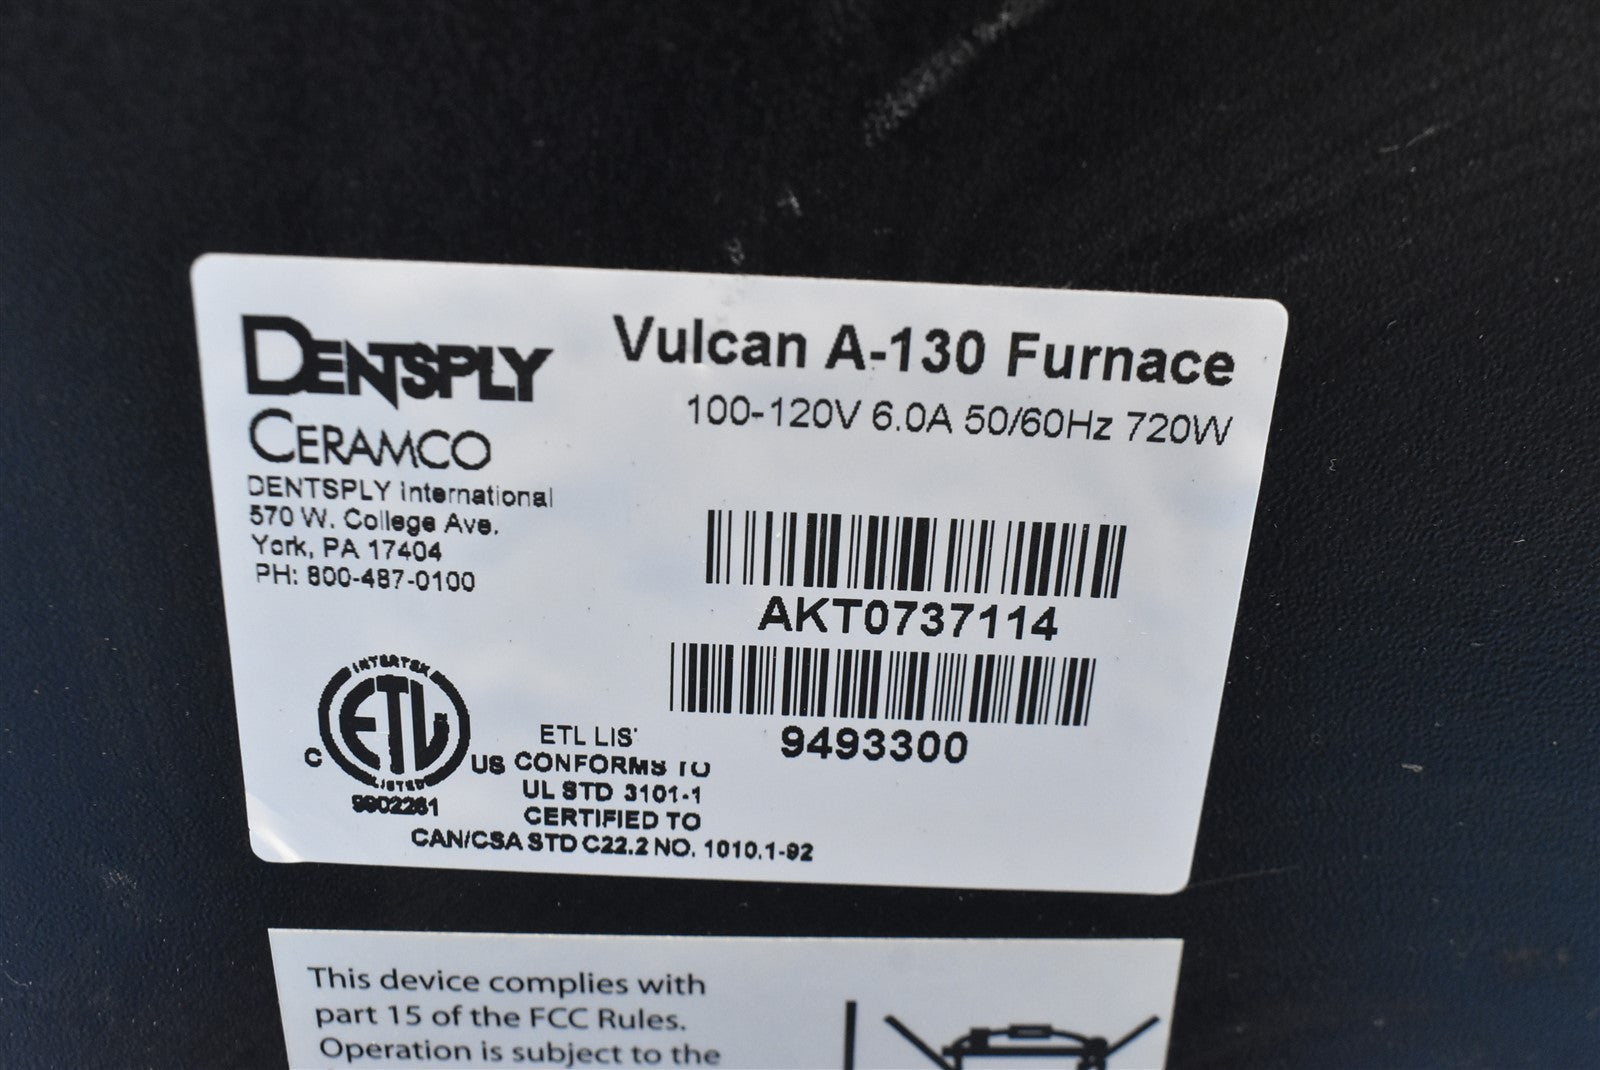 DENTSPLY
CERAMCO
DENTSPLY International
570 W. College Ave.
York, PA 17404
PH: 800-487-0100
Vulcan A-130 Furnace
100-120V 6.0A 50/60Hz 720W
AKT0737114
9493300
INTERTEK
ETL
LISTED
C US
9902261
ETL LIS
CONFORMS TO
UL STD 3101-1
CERTIFIED TO
CAN/CSA STD C22.2 NO. 1010.1-92
This device complies with
part 15 of the FCC Rules.
Operation is subject to the